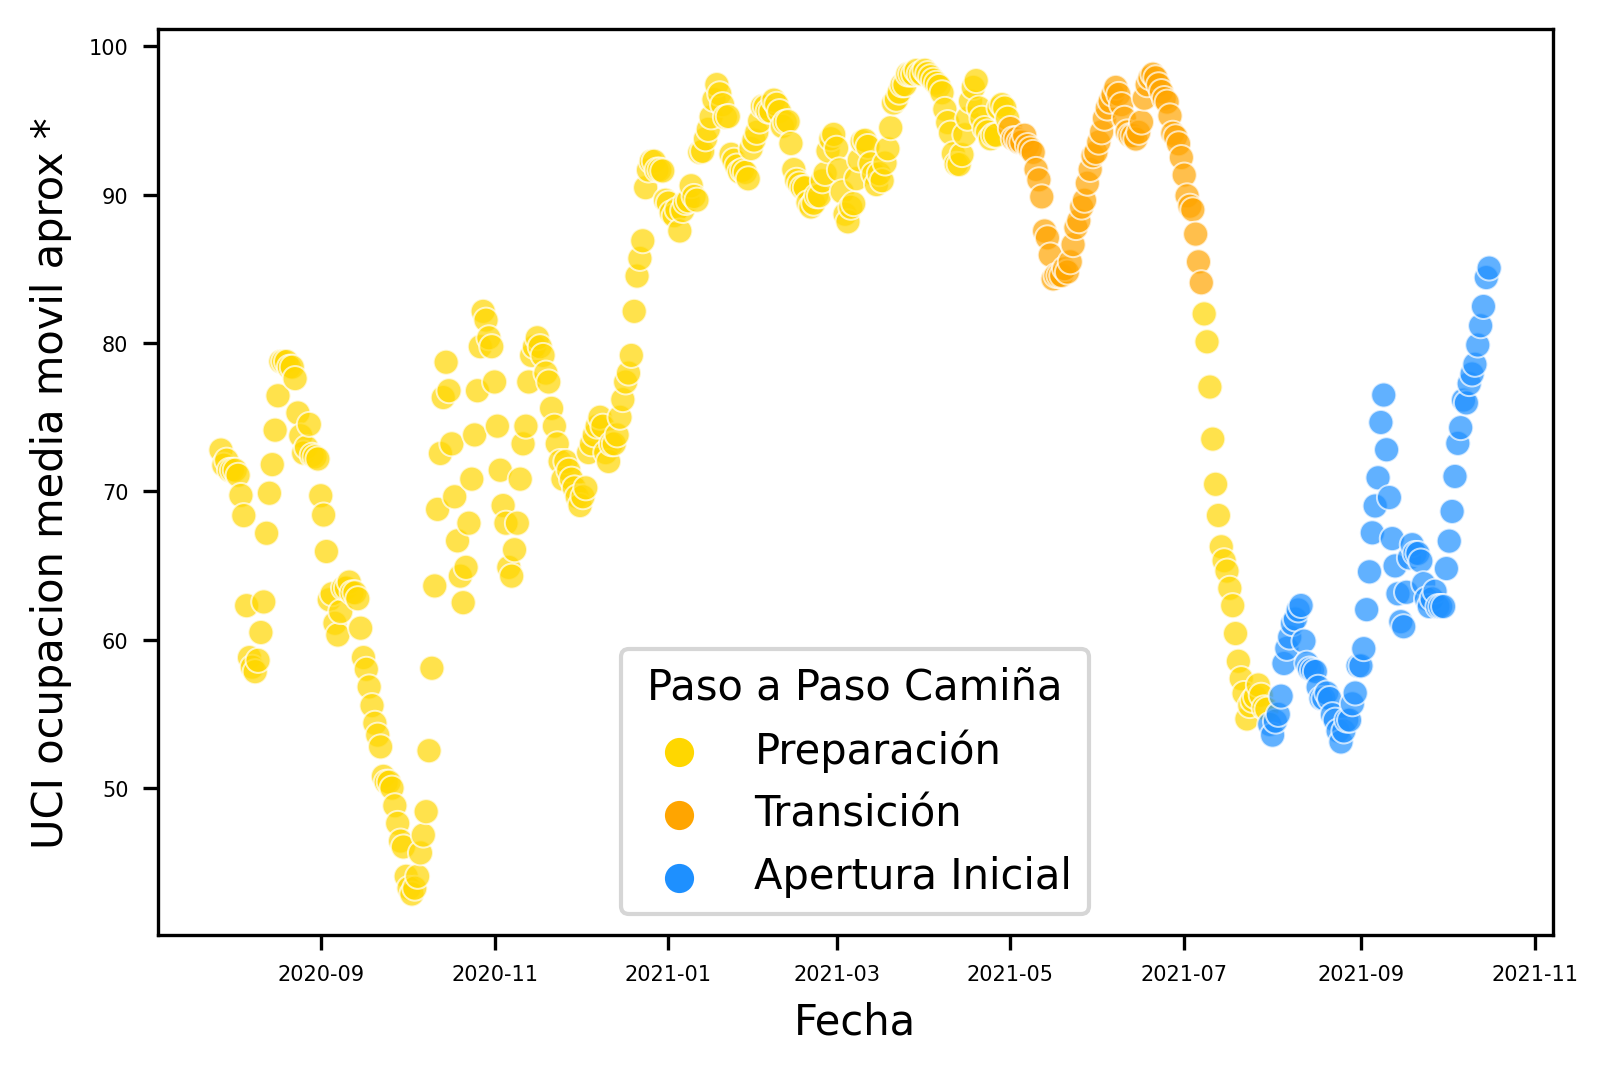 UCI ocupacion media movil aprox *
100
90
80
70
60
50
Paso a Paso Camiña
Preparación
Transición
Apertura Inicial
2020-09 2020-11 2021-01 2021-03 2021-05 2021-07 2021-09 2021-11
Fecha